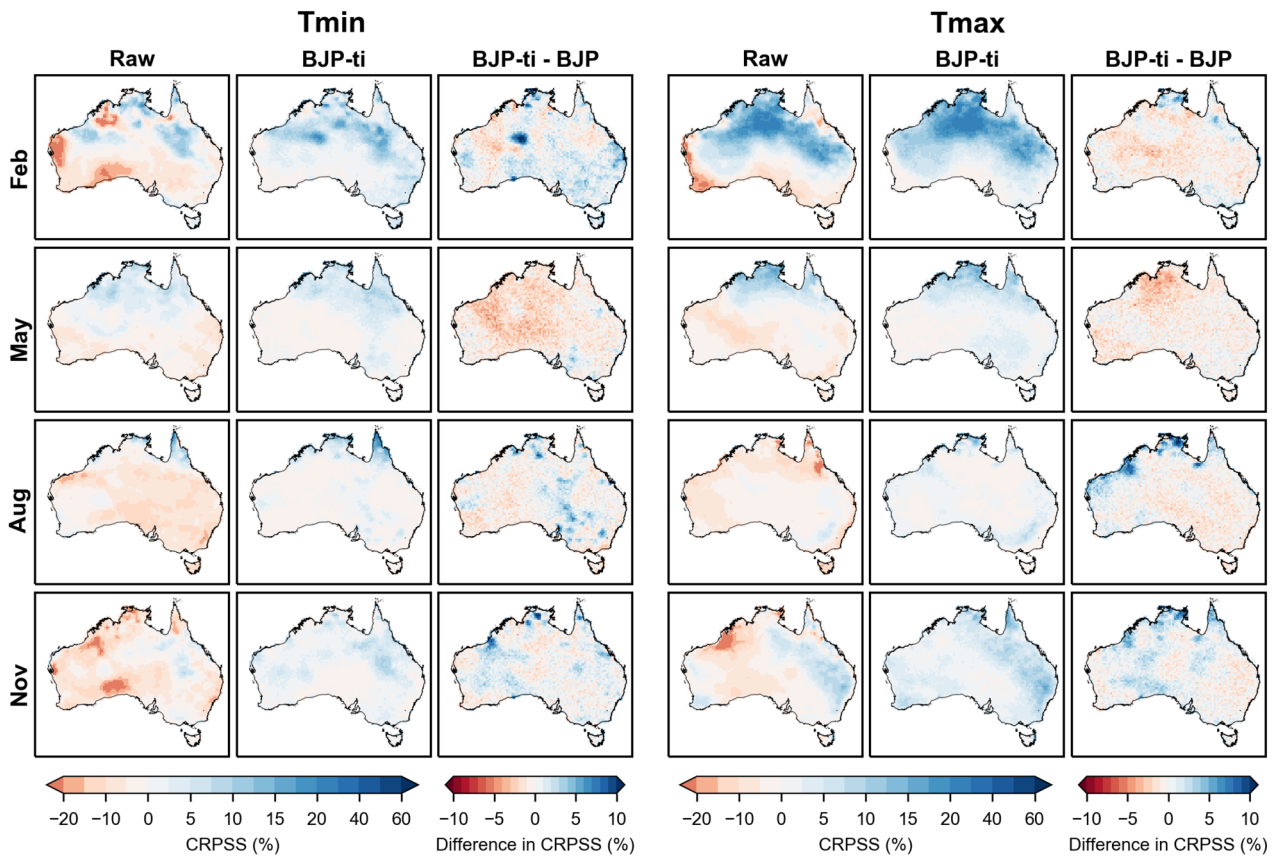 Tmin Tmax
Raw BJP-ti BJP-ti - BJP Raw BJP-ti BJP-ti - BJP
Feb
May
Aug
Nov
−20 −10 0 5 10 15 20 40 60 −10 −5 0 5 10 −20 −10 0 5 10 15 20 40 60 −10 −5 0 5 10
CRPSS (%) Difference in CRPSS (%) CRPSS (%) Difference in CRPSS (%)